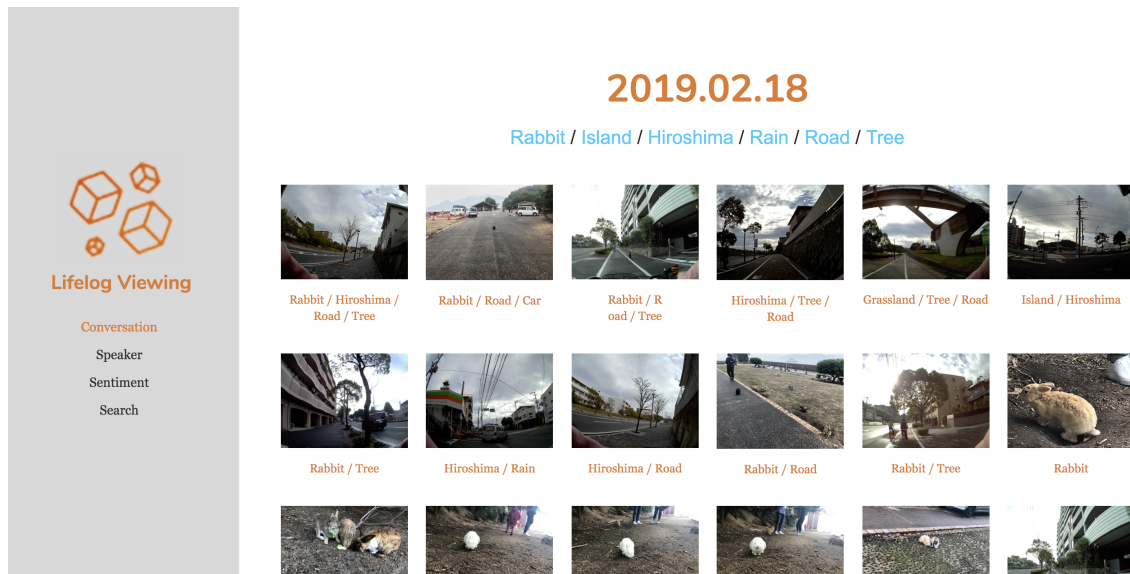 Lifelog Viewing
Conversation
Speaker
Sentiment
Search
2019.02.18
Rabbit / Island / Hiroshima / Rain / Road / Tree
Rabbit / Hiroshima /
Road / Tree
Rabbit / Road / Car
Rabbit / R
oad / Tree
Hiroshima / Tree /
Road
Grassland / Tree / Road
Island / Hiroshima
Rabbit / Tree
Hiroshima / Rain
Hiroshima / Road
Rabbit / Road
Rabbit / Tree
Rabbit